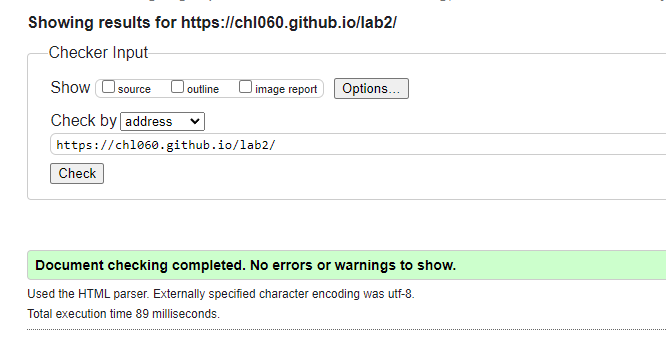 Showing results for https://chl060.github.io/lab2/
Checker Input
Show source outline image report Options...
Check by address
https://chl060.github.io/lab2/
Check
Document checking completed. No errors or warnings to show.
Used the HTML parser. Externally specified character encoding was utf-8.
Total execution time 89 milliseconds.